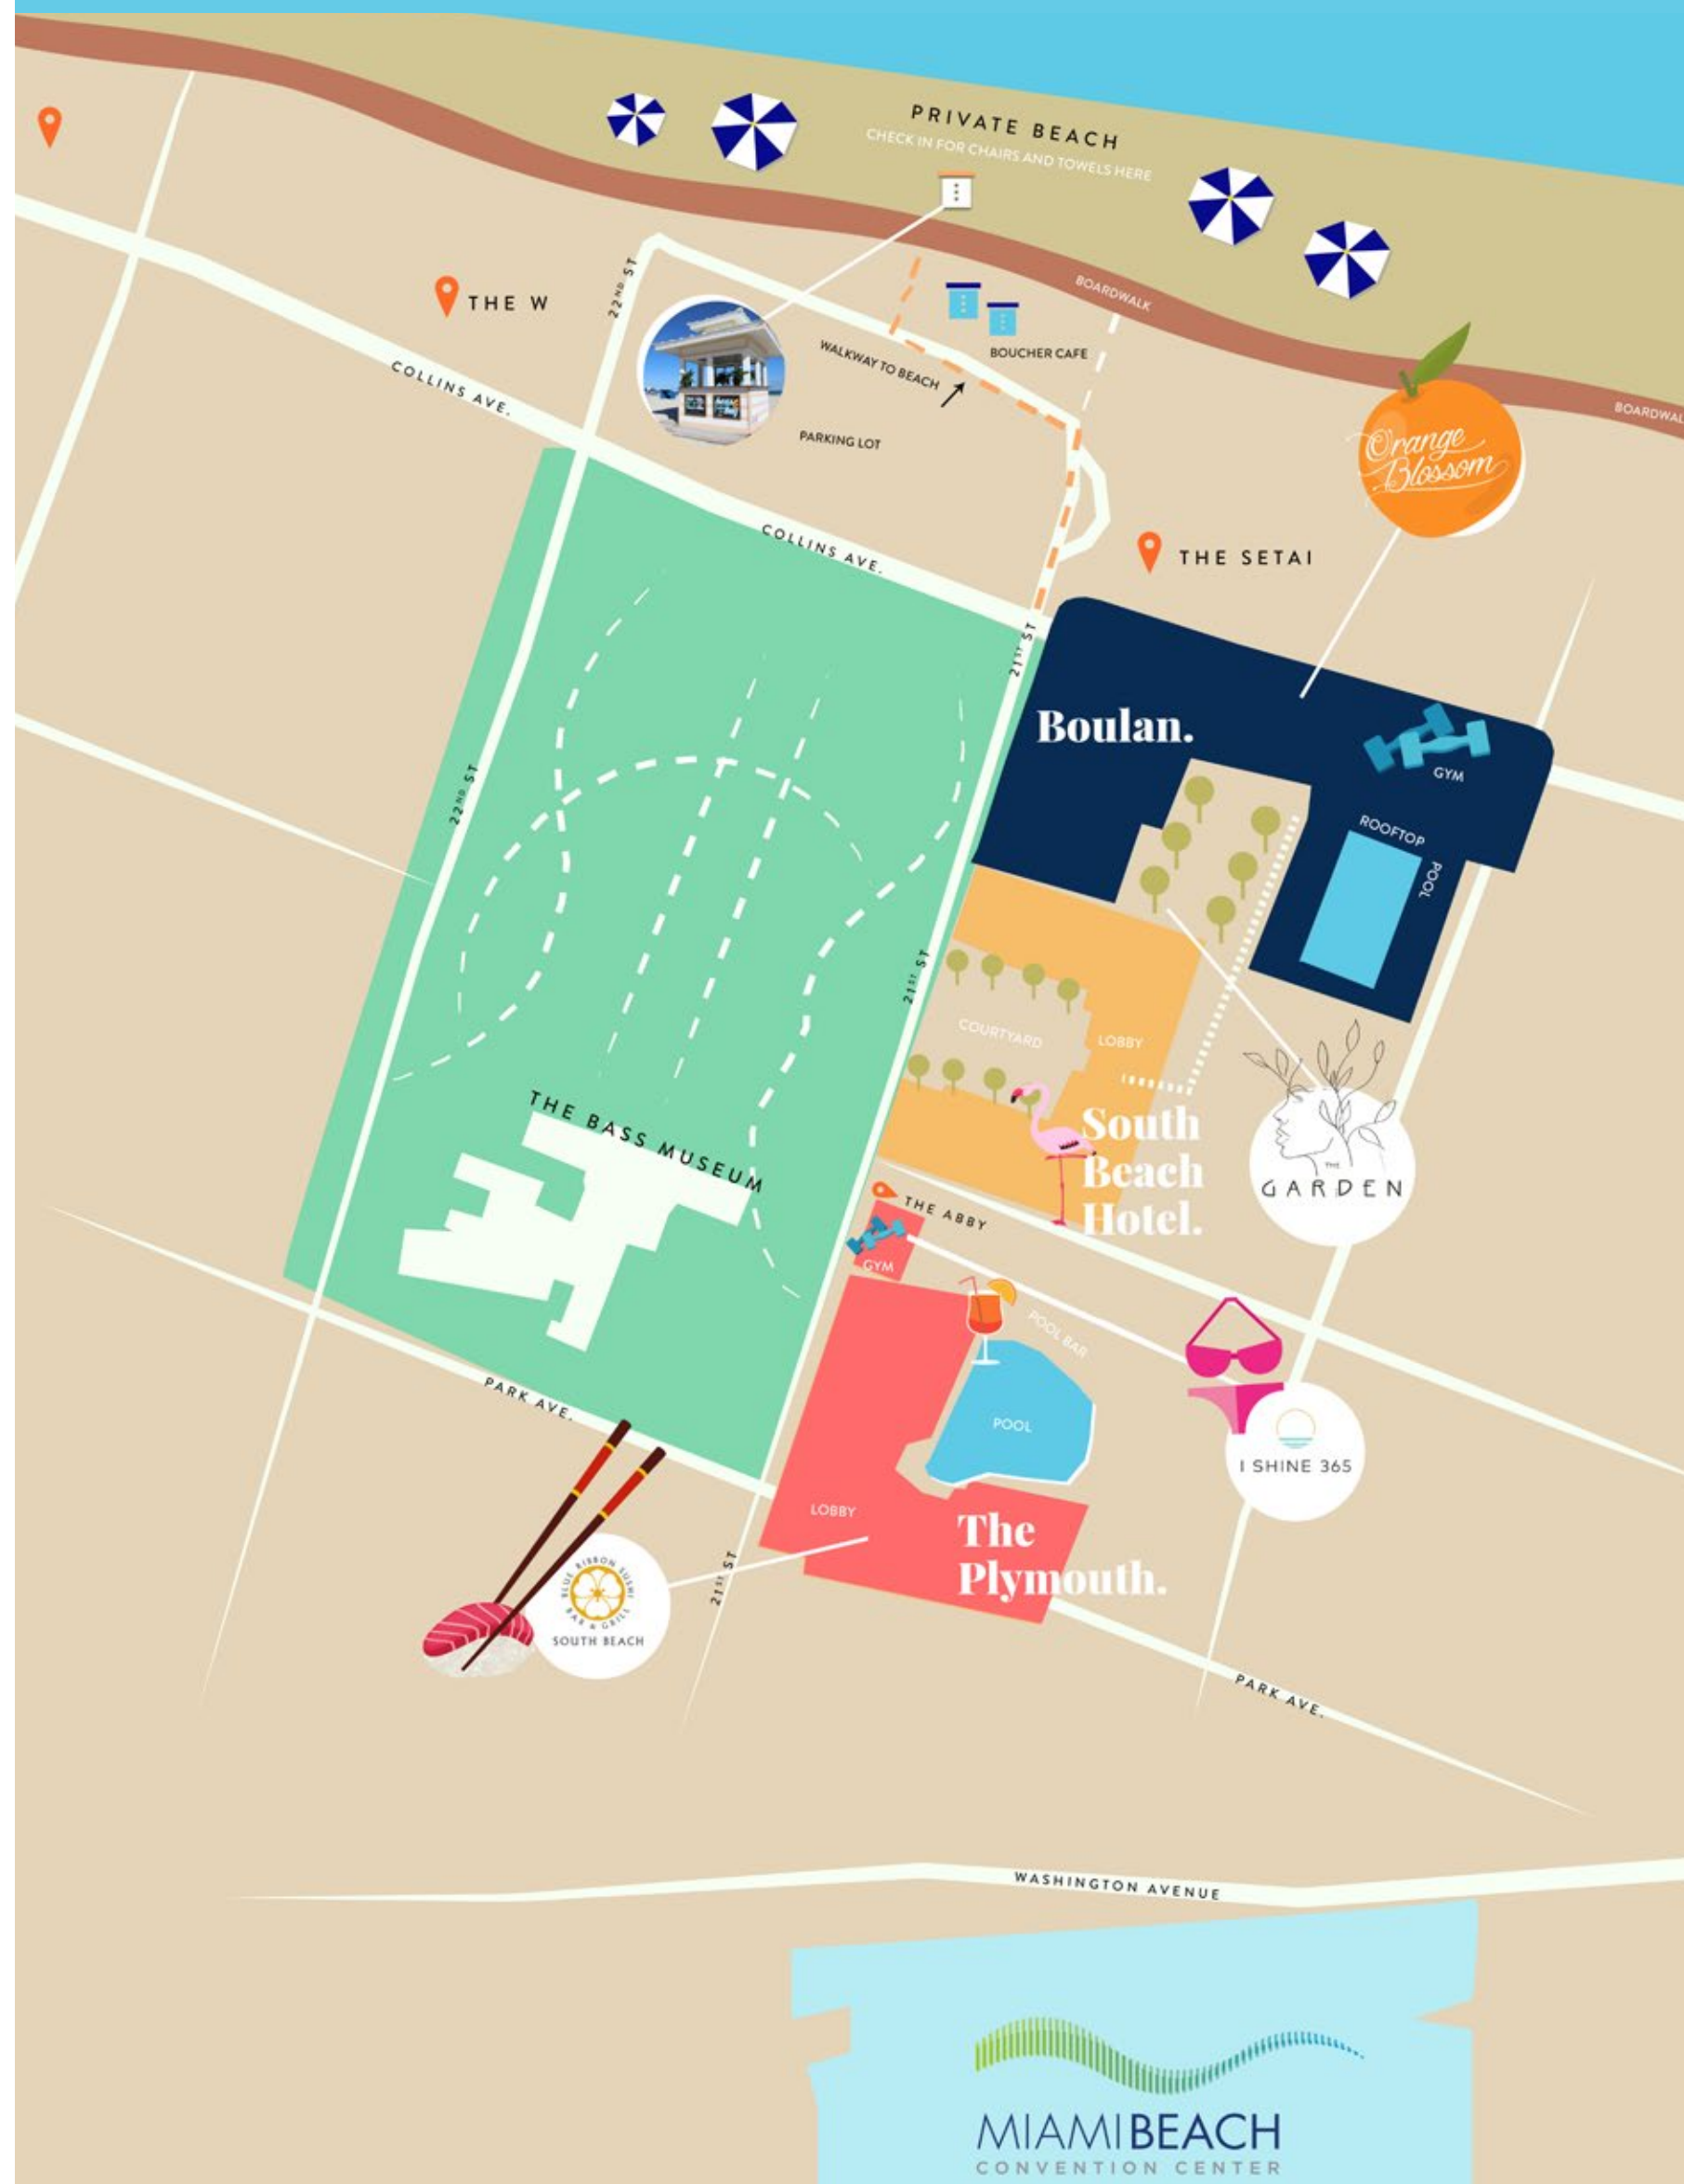 PRIVATE BEACH
CHECK IN FOR CHAIRS AND TOWELS HERE
BOARDWALK
22ND ST
THE W
WALKWAY TO BEACH
BOUCHER CAFE
COLLINS AVE.
PARKING LOT
BOARDWAL
Orange
Blossom
COLLINS AVE.
THE SETAI
21ST ST
Boulan.
GYM
22ND ST
ROOFTOP
POOL
21ST ST
COURTYARD
LOBBY
THE BASS MUSEUM
South
Beach
Hotel.
THE
GARDEN
THE ABBY
GYM
POOL BAR
POOL
PARK AVE.
I SHINE 365
LOBBY
The
Plymouth.
21ST ST
BLUE RIBBON SUSHI
BAR & GRILL
SOUTH BEACH
PARK AVE.
WASHINGTON AVENUE
MIAMIBEACH
CONVENTION CENTER